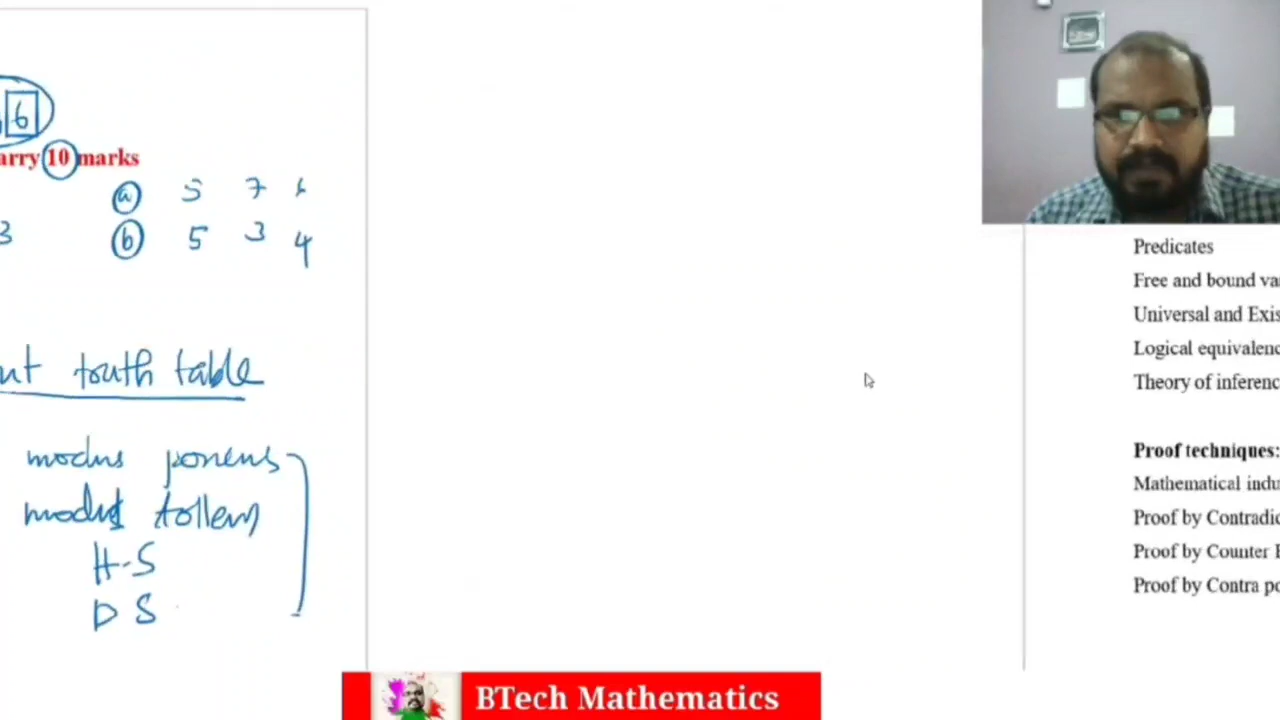 6
arry 10 marks
a 5 7
3 b 5 3 4
truth table
modus ponens
modus tollens
H-S
D S
Predicates
Free and bound va
Universal and Exis
Logical equivalenc
Theory of inferenc
Proof techniques:
Mathematical indu
Proof by Contradic
Proof by Counter E
Proof by Contra po
BTech Mathematics